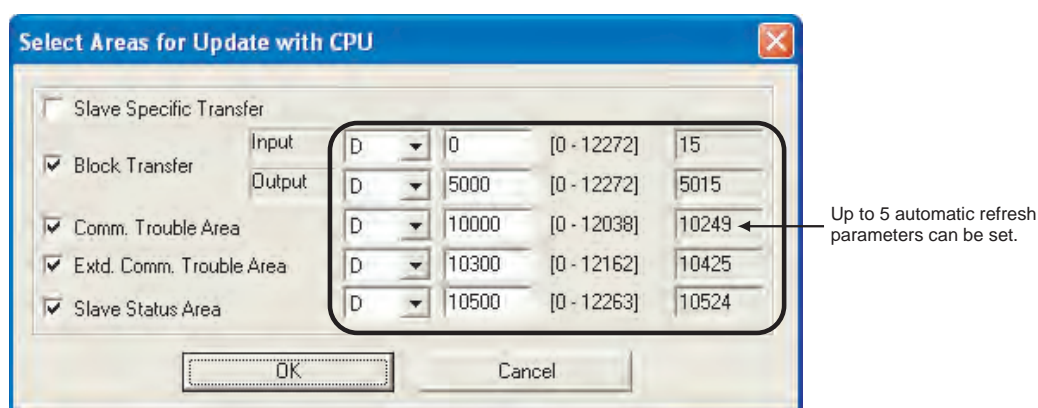 Select Areas for Update with CPU
Slave Specific Transfer
Block Transfer
Input D 0 [0 - 12272] 15
Output D 5000 [0 - 12272] 5015
Comm. Trouble Area D 10000 [0 - 12038] 10249
Extd. Comm. Trouble Area D 10300 [0 - 12162] 10425
Slave Status Area D 10500 [0 - 12263] 10524
Up to 5 automatic refresh
parameters can be set.
OK Cancel